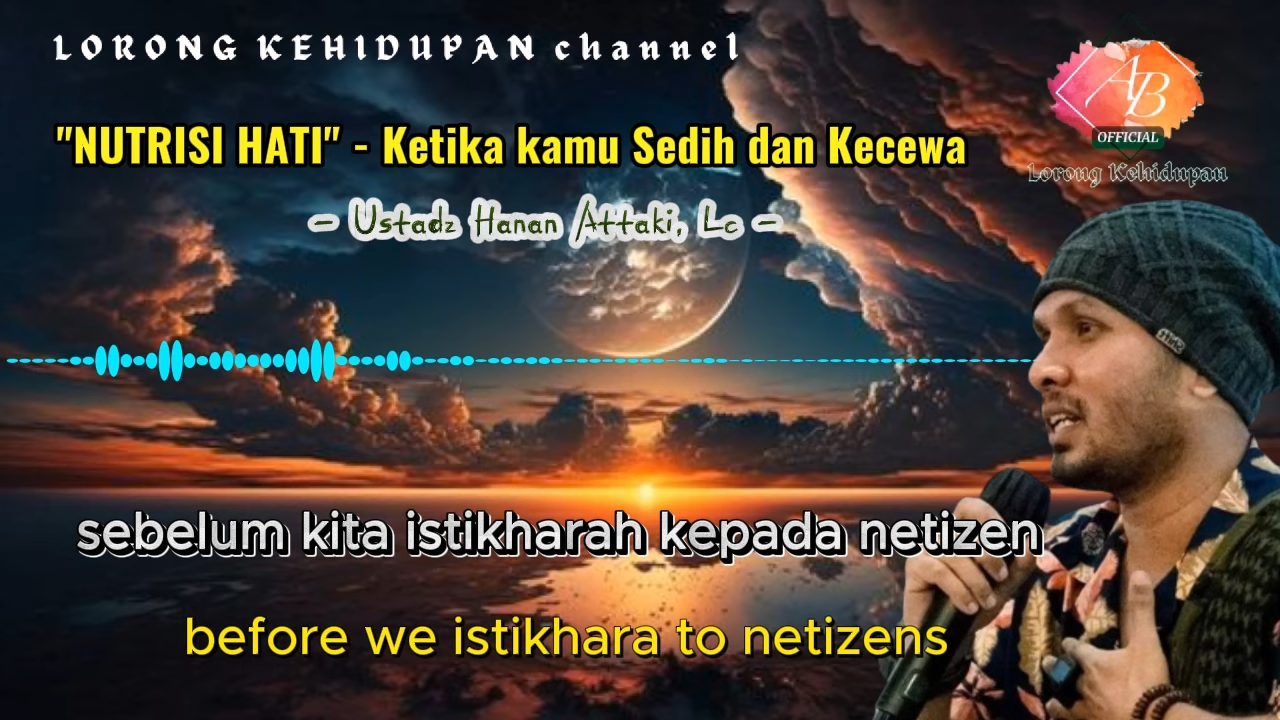 LORONG KEHIDUPAN channel
AB
OFFICIAL
Lorong Kehidupan
"NUTRISI HATI" - Ketika kamu Sedih dan Kecewa
- Ustadz Hanan Attaki, Lc -
sebelum kita istikharah kepada netizen
before we istikhara to netizens